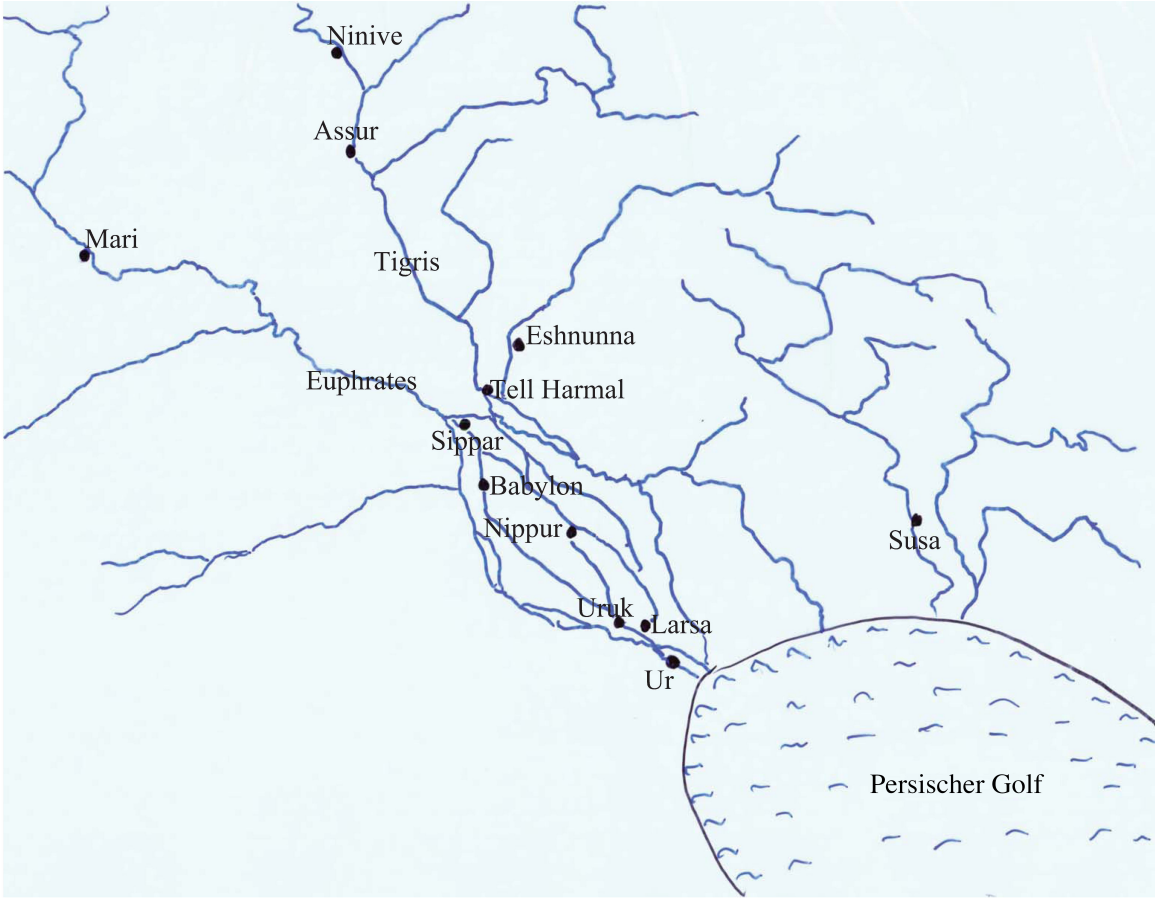 Ninive
Assur
Mari
Tigris
Eshnunna
Euphrates
Tell Harmal
Sippar
Babylon
Nippur
Susa
Uruk
Larsa
Ur
Persischer Golf